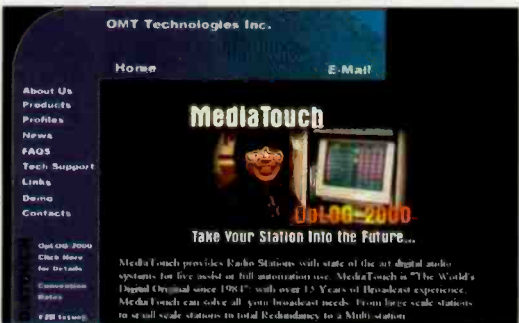 OMT Technologies Inc.
Home
E-Mail
About Us
Products
Profiles
News
FAQS
Tech Support
Links
Demo
Contacts
OpLOG-2000
Click Here
for Details
Convention
Dates
Y2K Issues
MediaTouch
OpLOG-2000
Take Your Station Into the Future...
MediaTouch provides Radio Stations with state of the art digital audio
systems for live assist or full automation use. MediaTouch is "The World's
Digital Original since 1984": with over 13 Years of Broadcast experience.
MediaTouch can solve all your broadcast needs. From large scale stations
to small scale stations to total Redundancy to a Multi-station